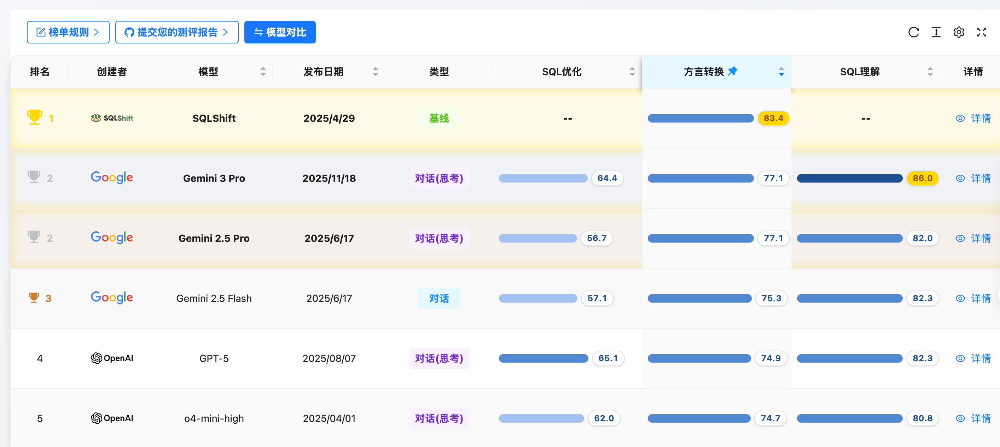 榜单规则 >
提交您的测评报告 >
模型对比
排名 创建者 模型 发布日期 类型 SQL优化 方言转换 SQL理解 详情
1 SQLShift SQLShift 2025/4/29 基线 -- 83.4 -- 详情
2 Google Gemini 3 Pro 2025/11/18 对话(思考) 64.4 77.1 86.0 详情
2 Google Gemini 2.5 Pro 2025/6/17 对话(思考) 56.7 77.1 82.0 详情
3 Google Gemini 2.5 Flash 2025/6/17 对话 57.1 75.3 82.3 详情
4 OpenAI GPT-5 2025/08/07 对话(思考) 65.1 74.9 82.3 详情
5 OpenAI o4-mini-high 2025/04/01 对话(思考) 62.0 74.7 80.8 详情